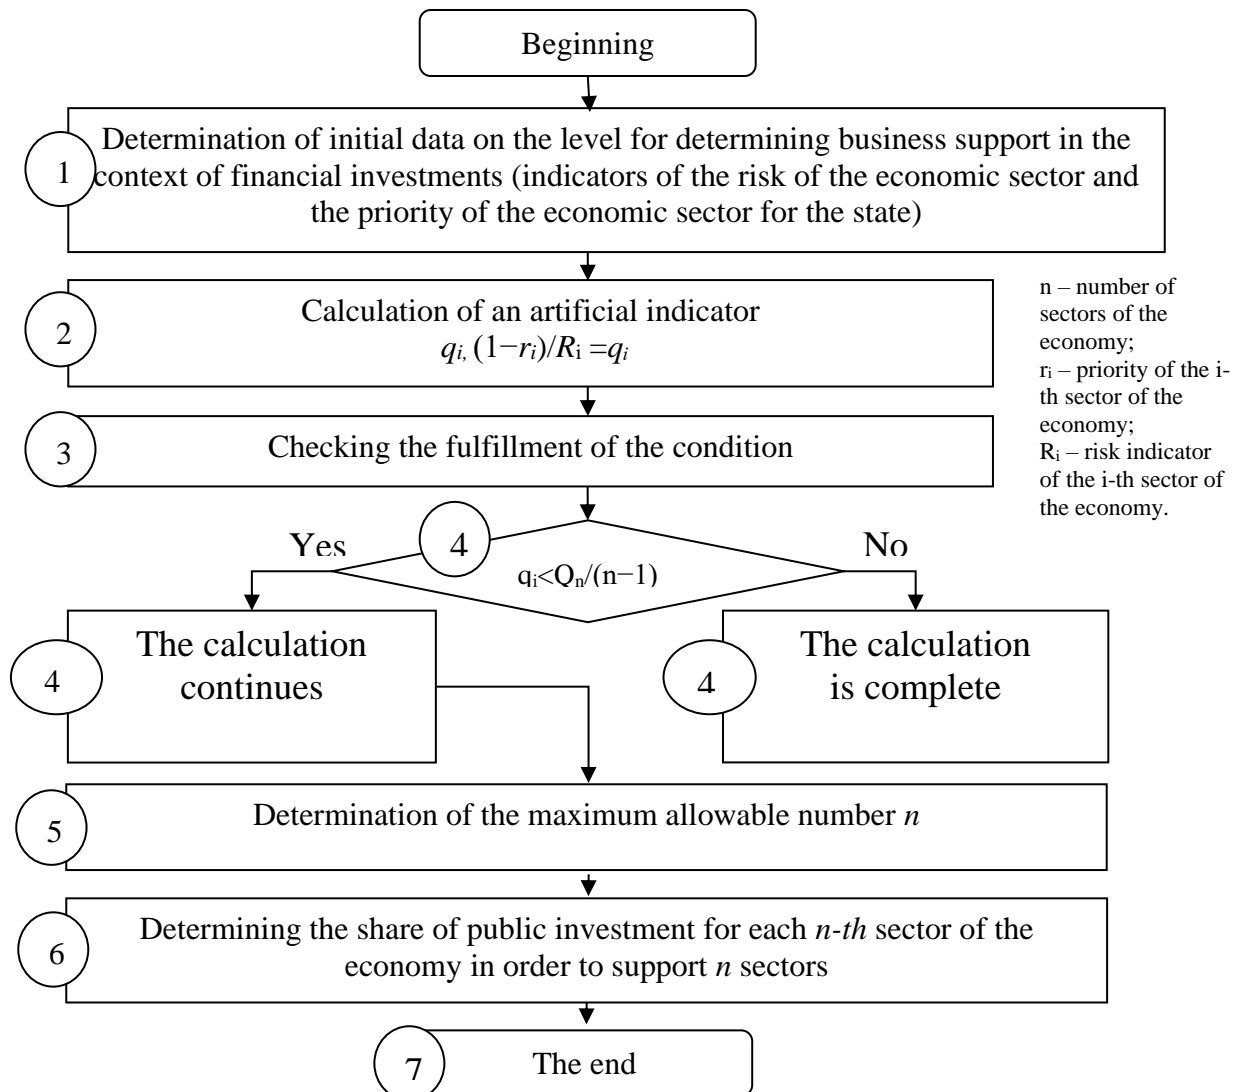 Beginning
1
Determination of initial data on the level for determining business support in the
context of financial investments (indicators of the risk of the economic sector and
the priority of the economic sector for the state)
2
Calculation of an artificial indicator
qi, (1−ri)/Ri =qi
n – number of
sectors of the
economy;
ri – priority of the i-
th sector of the
economy;
Ri – risk indicator
of the i-th sector of
the economy.
3
Checking the fulfillment of the condition
Yes
4
No
qi<Qn/(n−1)
4
The calculation
continues
4
The calculation
is complete
5
Determination of the maximum allowable number n
6
Determining the share of public investment for each n-th sector of the
economy in order to support n sectors
7
The end